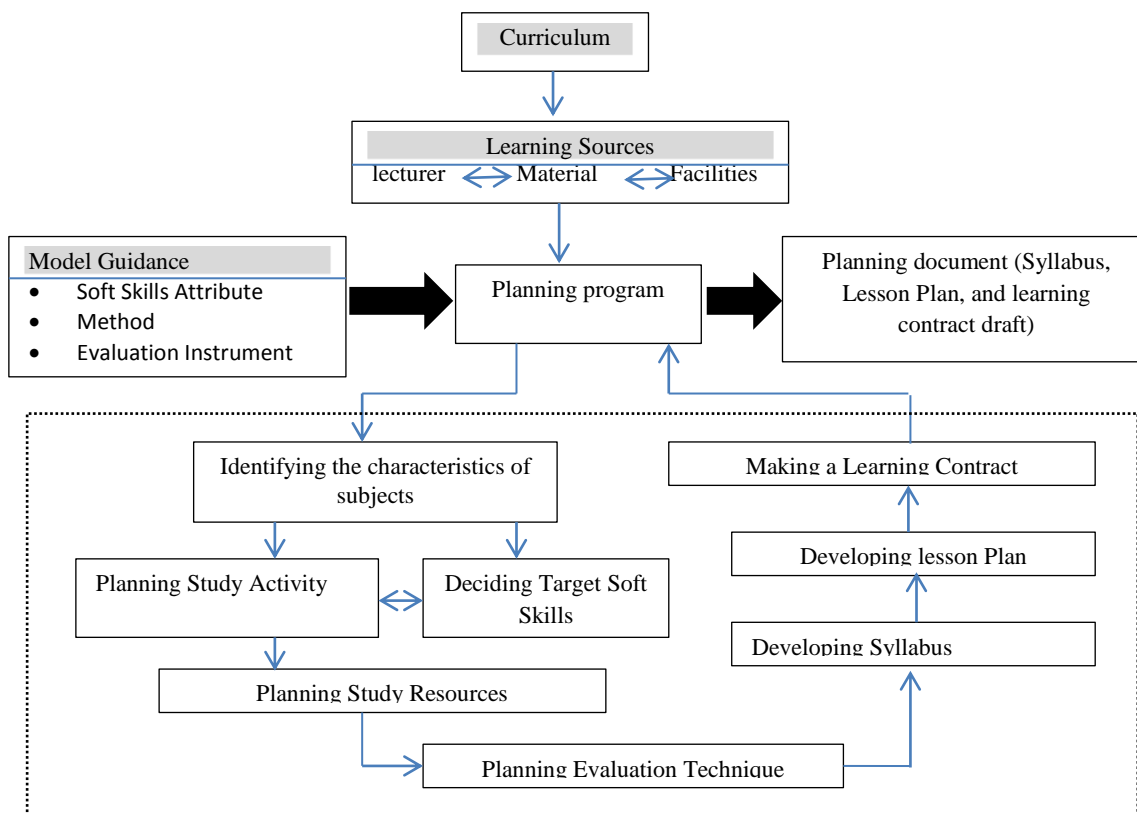 Curriculum
Learning Sources
lecturer Material Facilities
Model Guidance
• Soft Skills Attribute
• Method
• Evaluation Instrument
Planning program
Planning document (Syllabus,
Lesson Plan, and learning
contract draft)
Identifying the characteristics of
subjects
Making a Learning Contract
Planning Study Activity
Deciding Target Soft
Skills
Developing lesson Plan
Developing Syllabus
Planning Study Resources
Planning Evaluation Technique